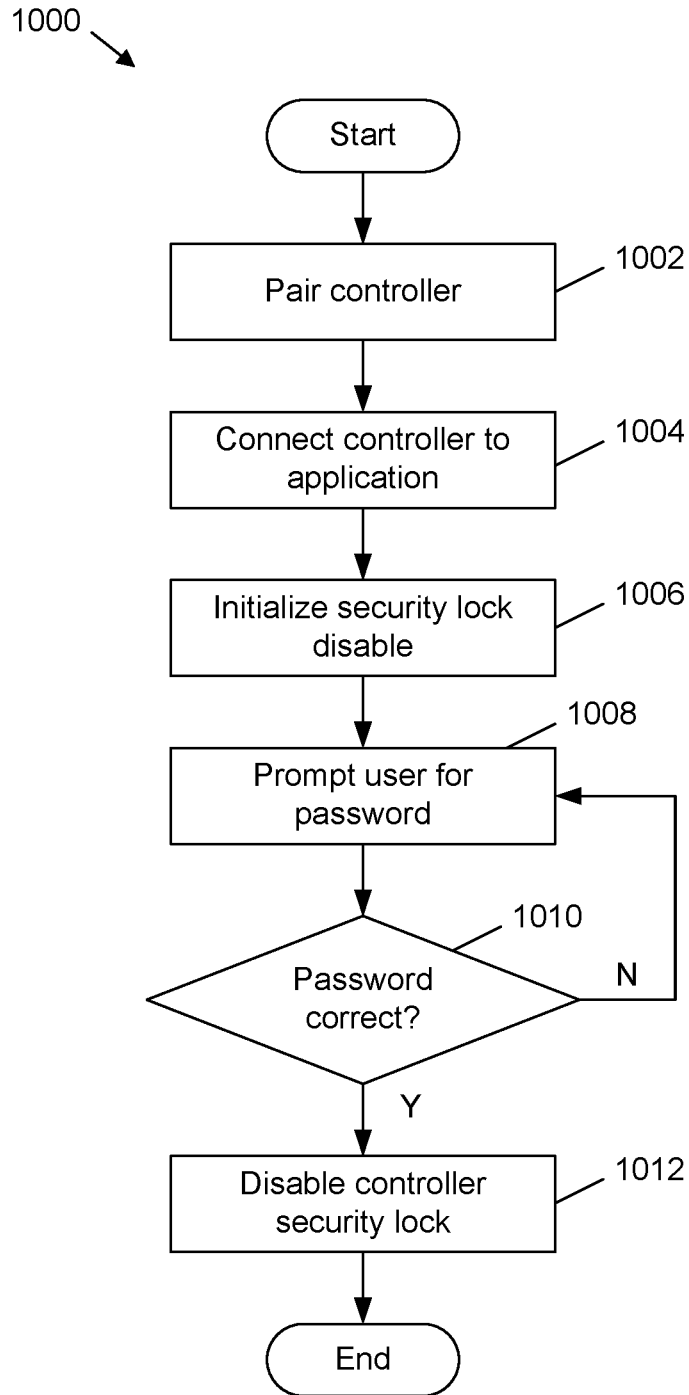 1000
Start
Pair controller
1002
Connect controller to
application
1004
Initialize security lock
disable
1006
1008
Prompt user for
password
1010
Password
correct?
N
Y
Disable controller
security lock
1012
End